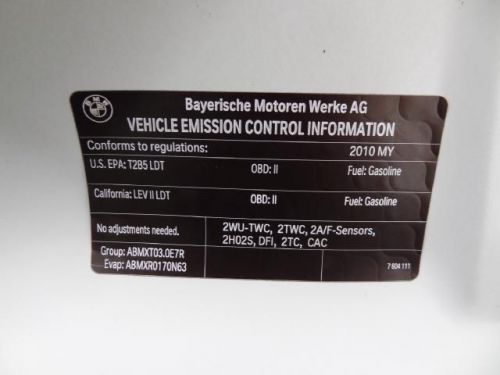 BMW
Bayerische Motoren Werke AG
VEHICLE EMISSION CONTROL INFORMATION
Conforms to regulations: 2010 MY
U.S. EPA: T2B5 LDT OBD: II Fuel: Gasoline
California: LEV II LDT OBD: II Fuel: Gasoline
No adjustments needed. 2WU-TWC, 2TWC, 2A/F-Sensors,
2HO2S, DFI, 2TC, CAC
Group: ABMXT03.0E7R
Evap: ABMXR0170N63
7 604 111